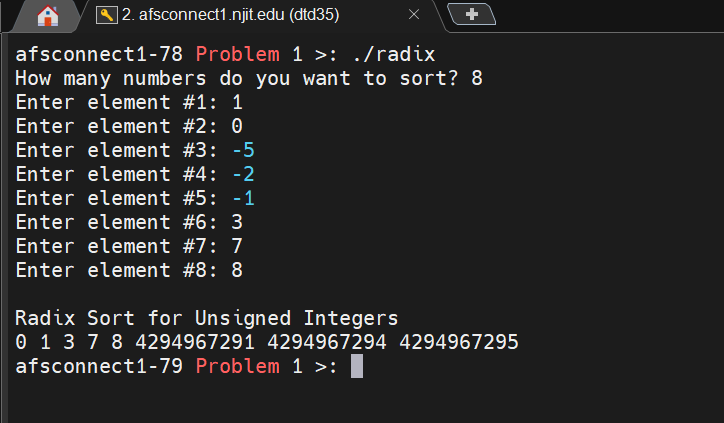 2. afsconnect1.njit.edu (dtd35)
afsconnect1-78 Problem 1 >: ./radix
How many numbers do you want to sort? 8
Enter element #1: 1
Enter element #2: 0
Enter element #3: -5
Enter element #4: -2
Enter element #5: -1
Enter element #6: 3
Enter element #7: 7
Enter element #8: 8
Radix Sort for Unsigned Integers
0 1 3 7 8 4294967291 4294967294 4294967295
afsconnect1-79 Problem 1 >: